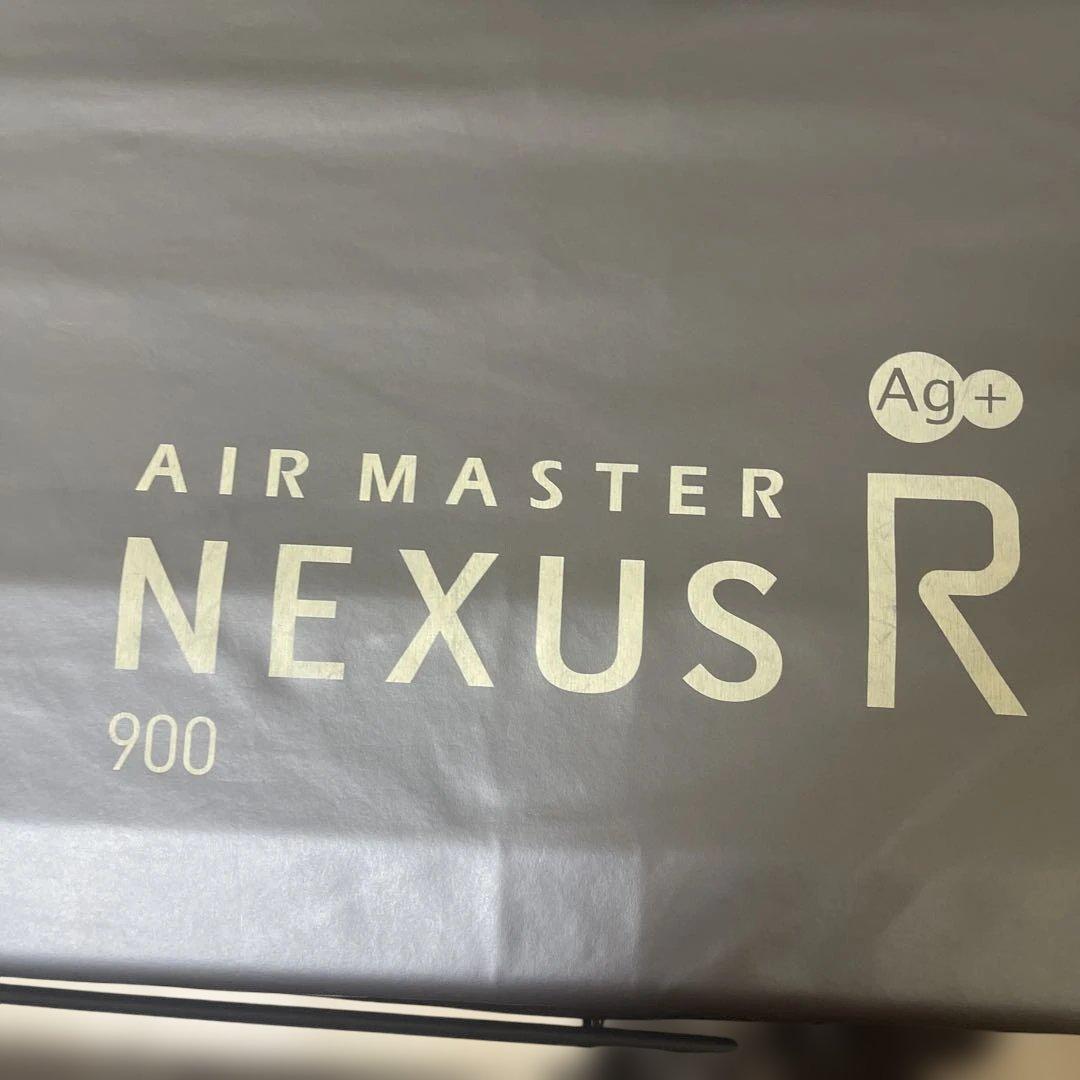 Ag+
AIR MASTER
NEXUS R
900